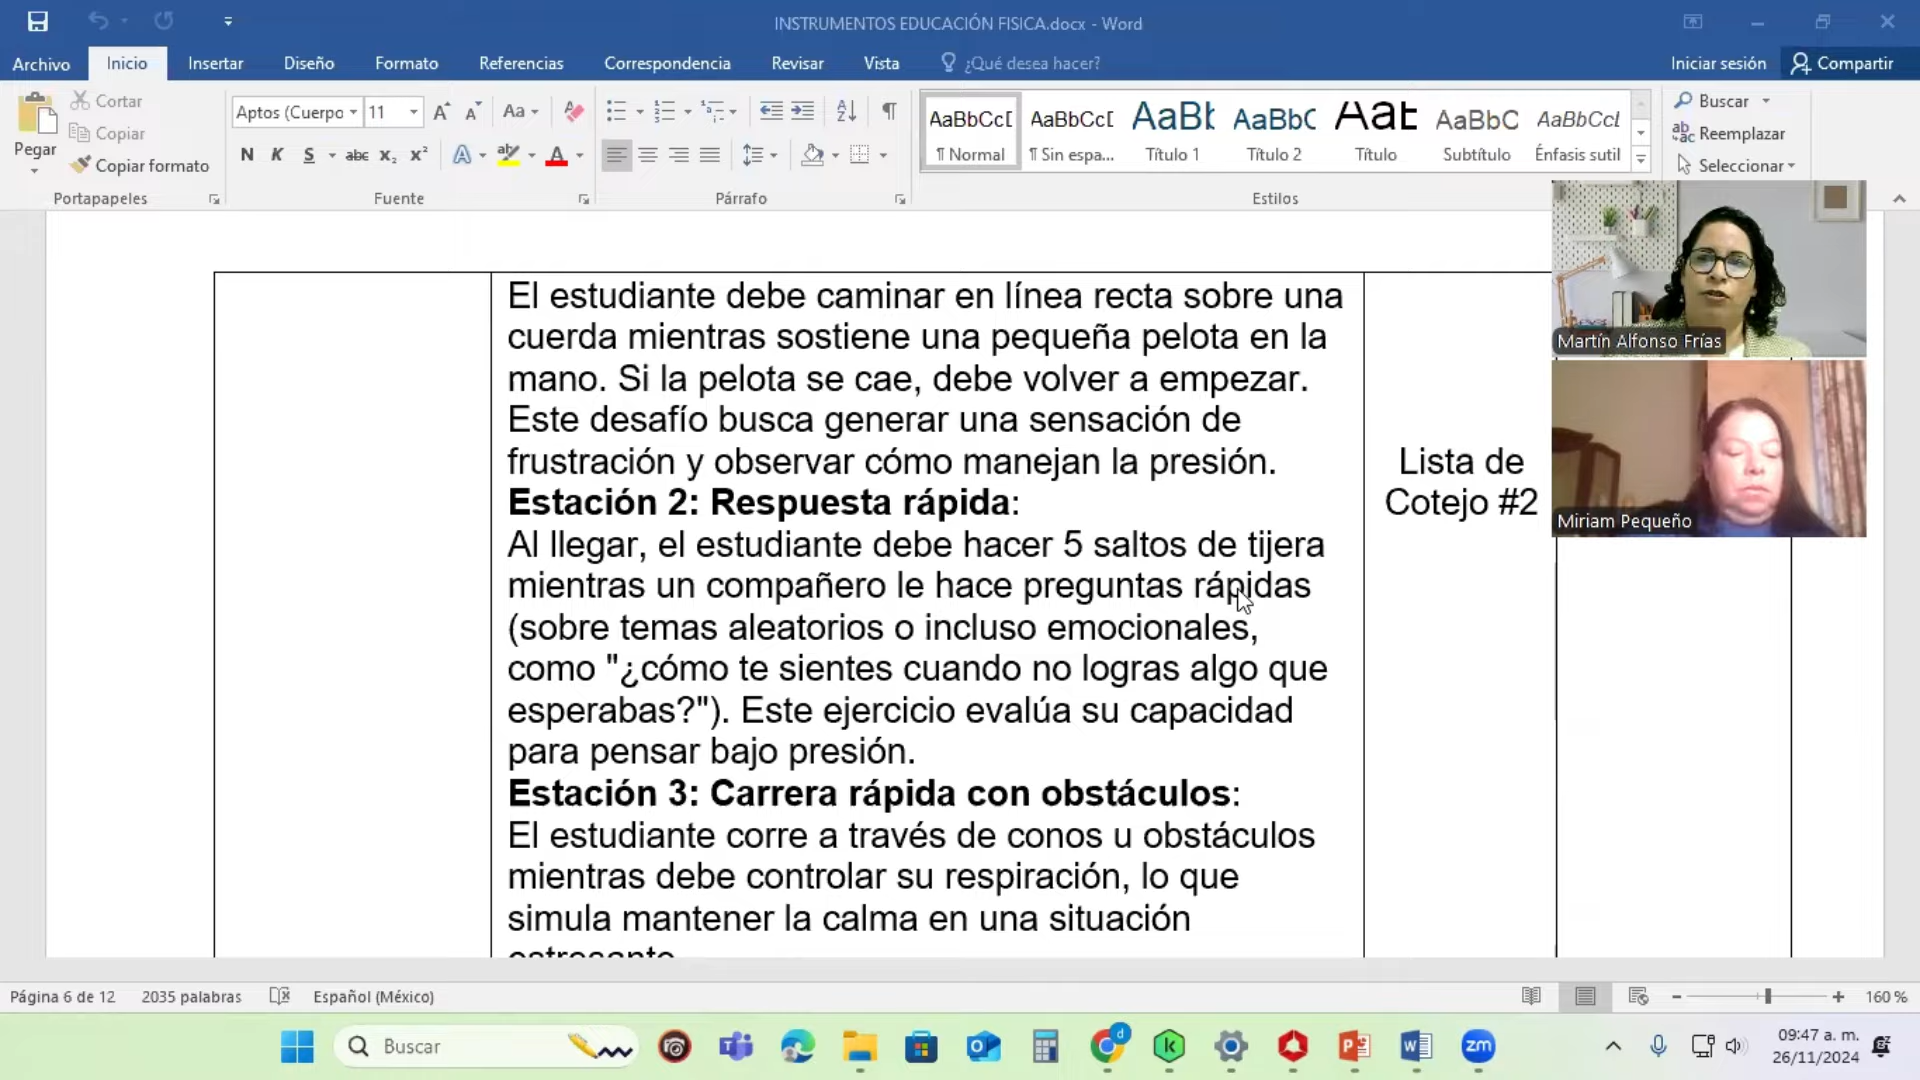 INSTRUMENTOS EDUCACIÓN FISICA.docx - Word
Archivo Inicio Insertar Diseño Formato Referencias Correspondencia Revisar Vista ¿Qué desea hacer? Iniciar sesión Compartir
Pegar
Cortar
Copiar
Copiar formato
Portapapeles
Aptos (Cuerpo 11
N K S abc x₂ x²
Fuente
Párrafo
AaBbCcD AaBbCcD AaBb AaBbC AaB AaBbC AaBbCcL
¶ Normal ¶ Sin espa... Título 1 Título 2 Título Subtítulo Énfasis sutil
Estilos
Buscar
Reemplazar
Seleccionar
El estudiante debe caminar en línea recta sobre una
cuerda mientras sostiene una pequeña pelota en la
mano. Si la pelota se cae, debe volver a empezar.
Este desafío busca generar una sensación de
frustración y observar cómo manejan la presión.
Estación 2: Respuesta rápida:
Al llegar, el estudiante debe hacer 5 saltos de tijera
mientras un compañero le hace preguntas rápidas
(sobre temas aleatorios o incluso emocionales,
como "¿cómo te sientes cuando no logras algo que
esperabas?"). Este ejercicio evalúa su capacidad
para pensar bajo presión.
Estación 3: Carrera rápida con obstáculos:
El estudiante corre a través de conos u obstáculos
mientras debe controlar su respiración, lo que
simula mantener la calma en una situación
estresante.
Lista de
Cotejo #2
Martín Alfonso Frías
Miriam Pequeño
Página 6 de 12 2035 palabras Español (México) 160 %
Buscar
09:47 a. m.
26/11/2024